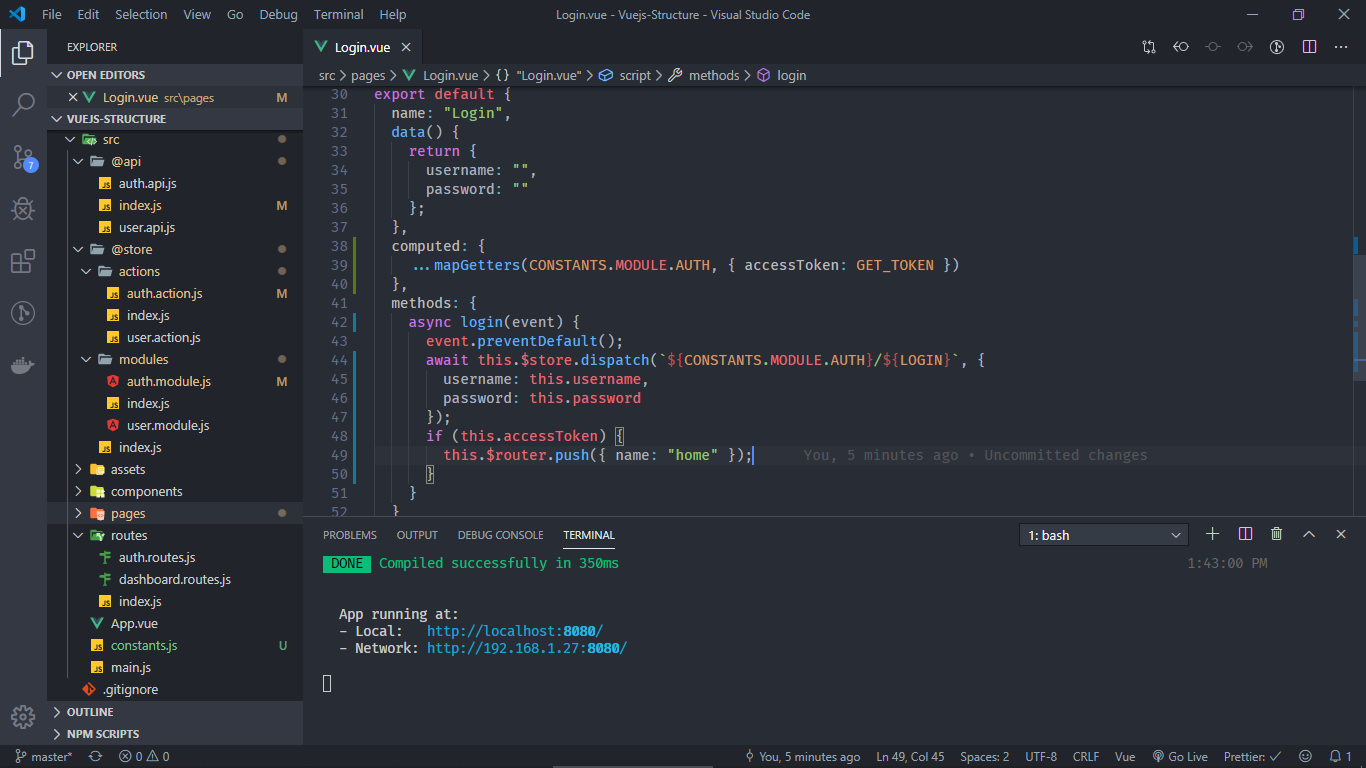 File Edit Selection View Go Debug Terminal Help Login.vue - Vuejs-Structure - Visual Studio Code
EXPLORER
OPEN EDITORS
Login.vue src\pages M
VUEJS-STRUCTURE
src
@api
auth.api.js
index.js M
user.api.js
@store
actions
auth.action.js M
index.js
user.action.js
modules
auth.module.js M
index.js
user.module.js
index.js
assets
components
pages
routes
auth.routes.js
dashboard.routes.js
index.js
App.vue
constants.js U
main.js
.gitignore
OUTLINE
NPM SCRIPTS
7
Login.vue
src > pages > Login.vue > {} "Login.vue" > script > methods > login
30 export default {
31 name: "Login",
32 data() {
33 return {
34 username: "",
35 password: ""
36 };
37 },
38 computed: {
39 ...mapGetters(CONSTANTS.MODULE.AUTH, { accessToken: GET_TOKEN })
40 },
41 methods: {
42 async login(event) {
43 event.preventDefault();
44 await this.$store.dispatch(`${CONSTANTS.MODULE.AUTH}/${LOGIN}`, {
45 username: this.username,
46 password: this.password
47 });
48 if (this.accessToken) {
49 this.$router.push({ name: "home" }); You, 5 minutes ago • Uncommitted changes
50 }
51 }
52 }
PROBLEMS OUTPUT DEBUG CONSOLE TERMINAL 1: bash
DONE Compiled successfully in 350ms 1:43:00 PM
App running at:
- Local: http://localhost:8080/
- Network: http://192.168.1.27:8080/
master* 0 0 You, 5 minutes ago Ln 49, Col 45 Spaces: 2 UTF-8 CRLF Vue Go Live Prettier: ✓ 1